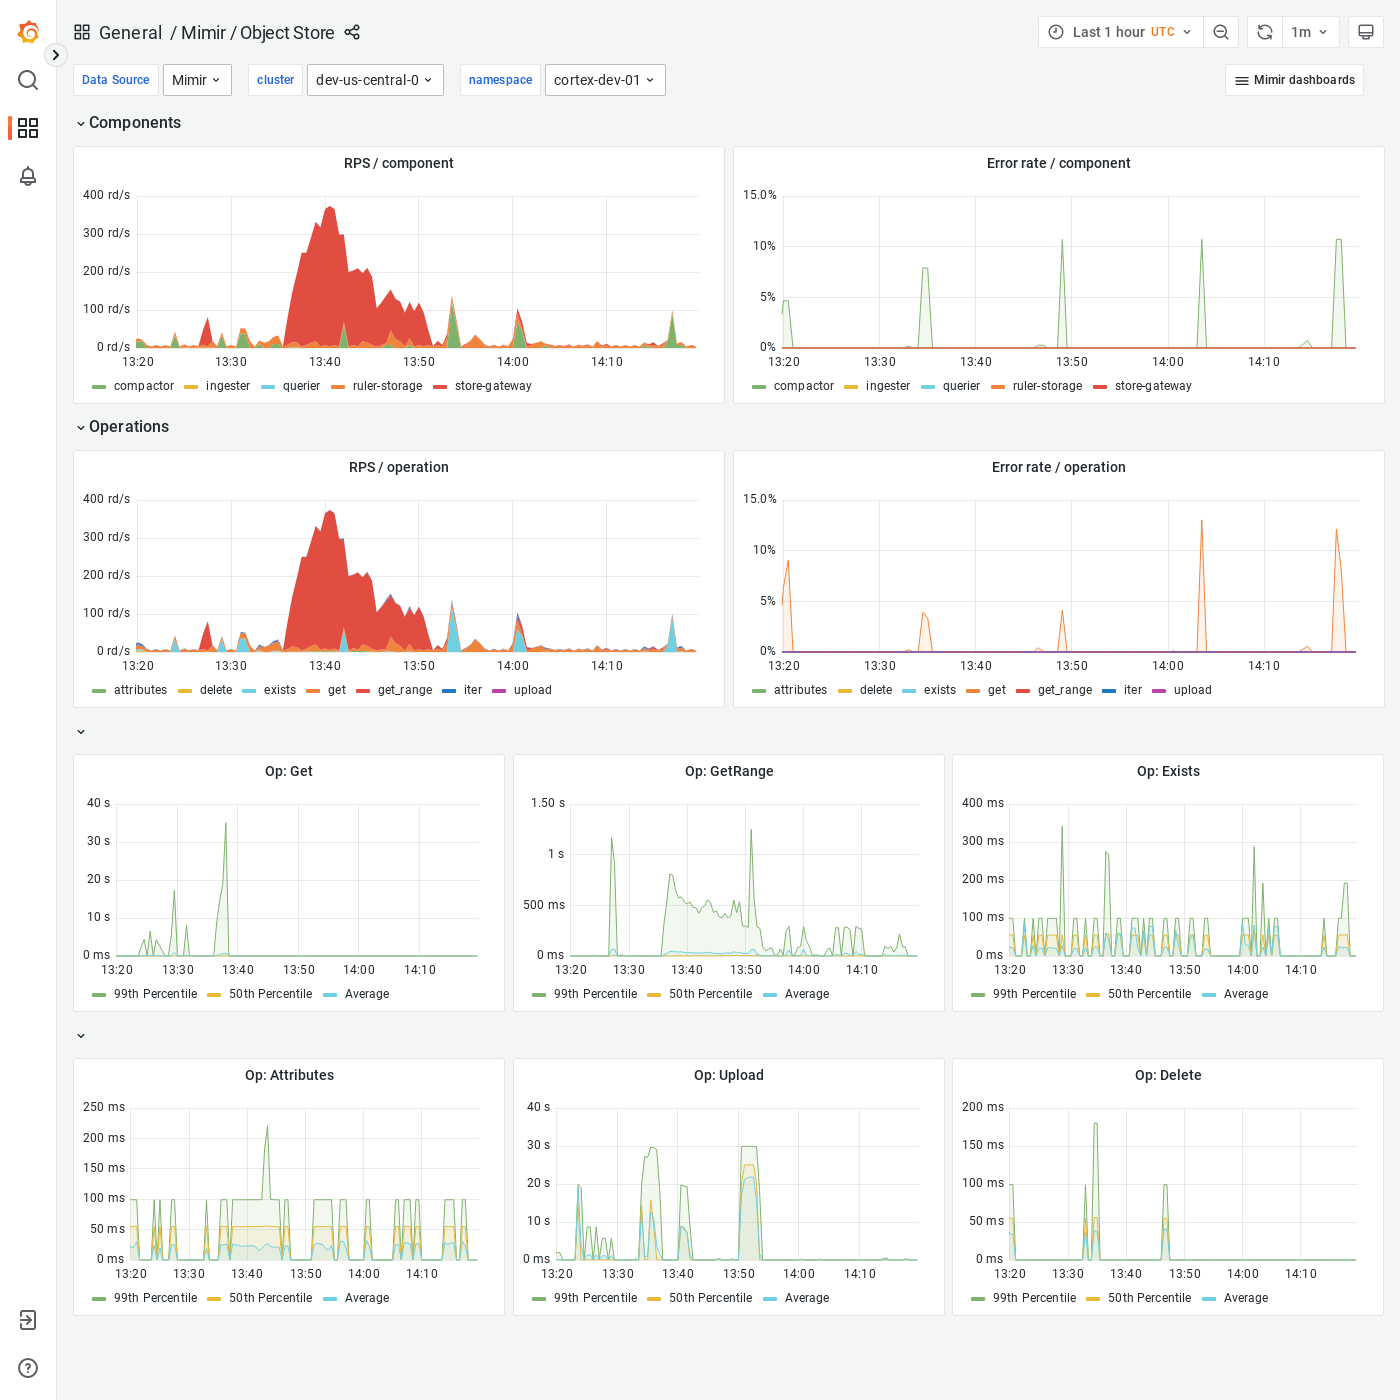 General / Mimir / Object Store
Last 1 hour UTC
1m
Data Source Mimir cluster dev-us-central-0 namespace cortex-dev-01 Mimir dashboards
Components
RPS / component
400 rd/s
300 rd/s
200 rd/s
100 rd/s
0 rd/s
13:20 13:30 13:40 13:50 14:00 14:10
compactor ingester querier ruler-storage store-gateway
Error rate / component
15.0%
10%
5%
0%
13:20 13:30 13:40 13:50 14:00 14:10
compactor ingester querier ruler-storage store-gateway
Operations
RPS / operation
400 rd/s
300 rd/s
200 rd/s
100 rd/s
0 rd/s
13:20 13:30 13:40 13:50 14:00 14:10
attributes delete exists get get_range iter upload
Error rate / operation
15.0%
10%
5%
0%
13:20 13:30 13:40 13:50 14:00 14:10
attributes delete exists get get_range iter upload
Op: Get
40 s
30 s
20 s
10 s
0 ms
13:20 13:30 13:40 13:50 14:00 14:10
99th Percentile 50th Percentile Average
Op: GetRange
1.50 s
1 s
500 ms
0 ms
13:20 13:30 13:40 13:50 14:00 14:10
99th Percentile 50th Percentile Average
Op: Exists
400 ms
300 ms
200 ms
100 ms
0 ms
13:20 13:30 13:40 13:50 14:00 14:10
99th Percentile 50th Percentile Average
Op: Attributes
250 ms
200 ms
150 ms
100 ms
50 ms
0 ms
13:20 13:30 13:40 13:50 14:00 14:10
99th Percentile 50th Percentile Average
Op: Upload
40 s
30 s
20 s
10 s
0 ms
13:20 13:30 13:40 13:50 14:00 14:10
99th Percentile 50th Percentile Average
Op: Delete
200 ms
150 ms
100 ms
50 ms
0 ms
13:20 13:30 13:40 13:50 14:00 14:10
99th Percentile 50th Percentile Average